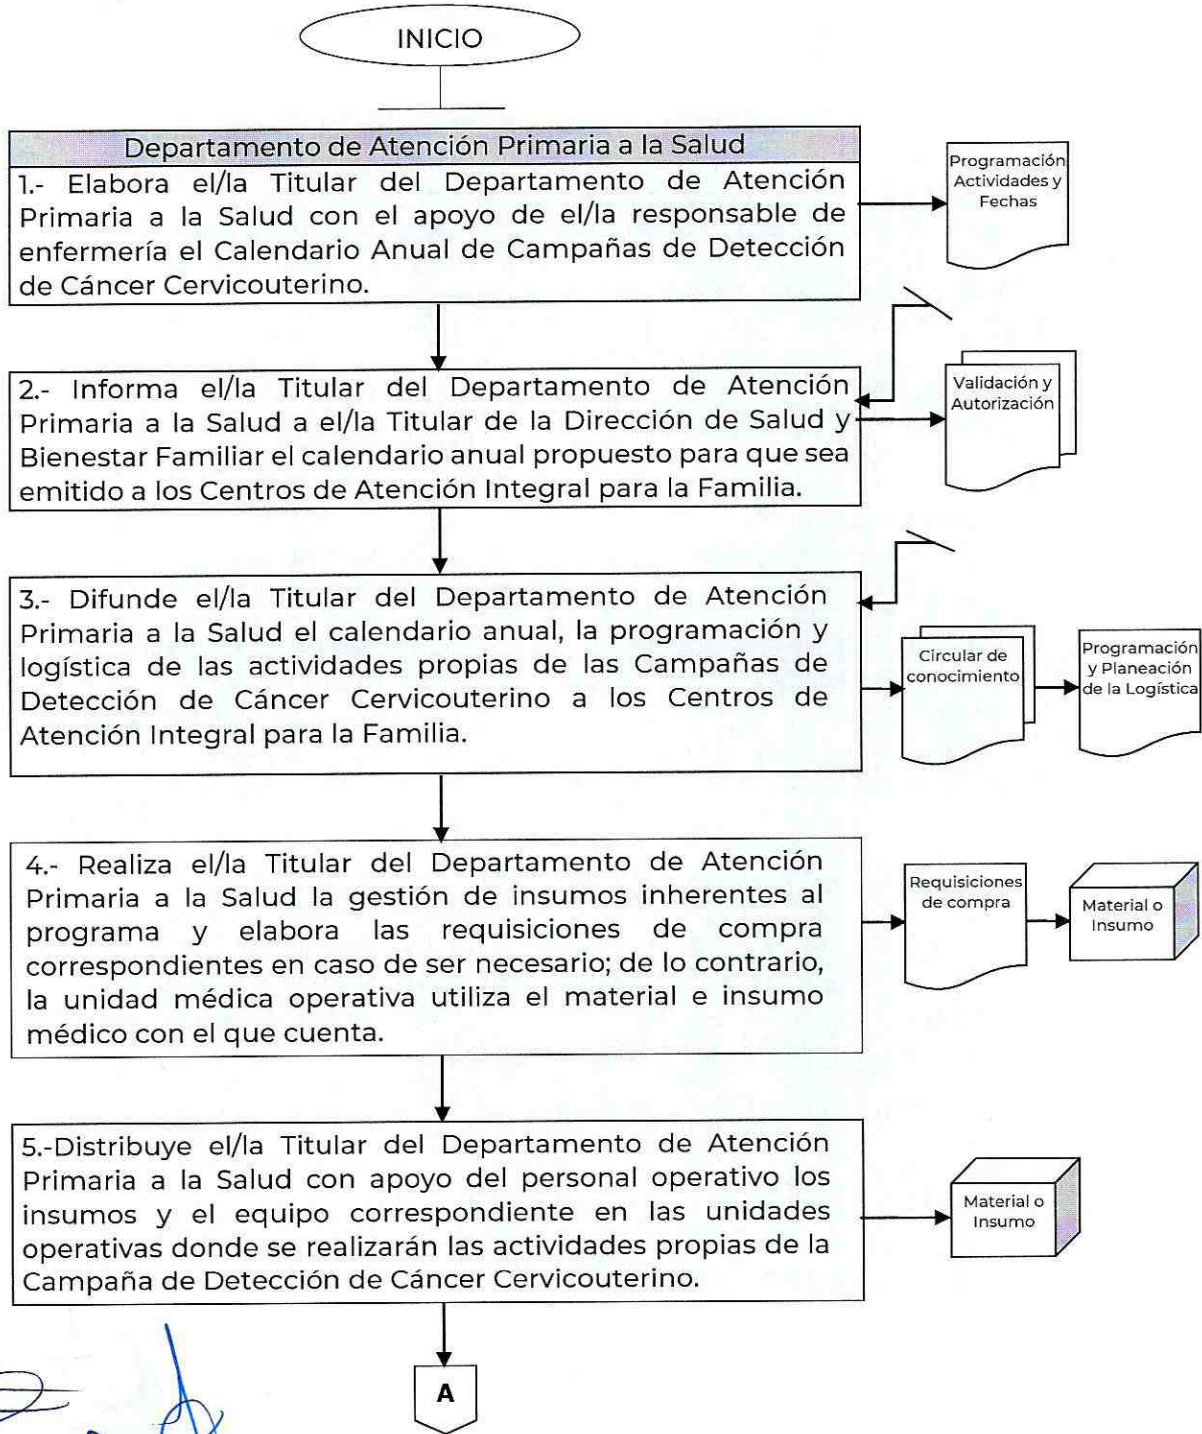 INICIO
Departamento de Atención Primaria a la Salud
1.- Elabora el/la Titular del Departamento de Atención
Primaria a la Salud con el apoyo de el/la responsable de
enfermería el Calendario Anual de Campañas de Detección
de Cáncer Cervicouterino.
Programación
Actividades y
Fechas
2.- Informa el/la Titular del Departamento de Atención
Primaria a la Salud a el/la Titular de la Dirección de Salud y
Bienestar Familiar el calendario anual propuesto para que sea
emitido a los Centros de Atención Integral para la Familia.
Validación y
Autorización
3.- Difunde el/la Titular del Departamento de Atención
Primaria a la Salud el calendario anual, la programación y
logística de las actividades propias de las Campañas de
Detección de Cáncer Cervicouterino a los Centros de
Atención Integral para la Familia.
Circular de
conocimiento
Programación
y Planeación
de la Logística
4.- Realiza el/la Titular del Departamento de Atención
Primaria a la Salud la gestión de insumos inherentes al
programa y elabora las requisiciones de compra
correspondientes en caso de ser necesario; de lo contrario,
la unidad médica operativa utiliza el material e insumo
médico con el que cuenta.
Requisiciones
de compra
Material o
Insumo
5.-Distribuye el/la Titular del Departamento de Atención
Primaria a la Salud con apoyo del personal operativo los
insumos y el equipo correspondiente en las unidades
operativas donde se realizarán las actividades propias de la
Campaña de Detección de Cáncer Cervicouterino.
Material o
Insumo
A